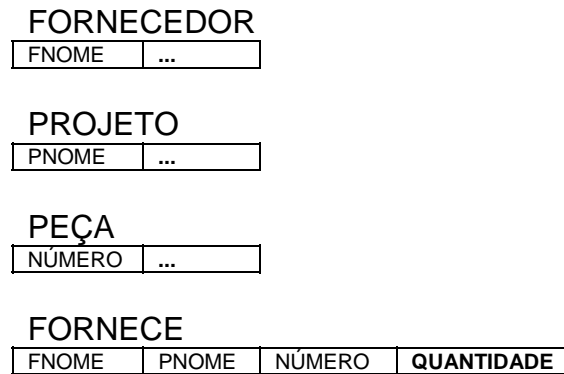 FORNECEDOR
FNOME ...
PROJETO
PNOME ...
PEÇA
NÚMERO ...
FORNECE
FNOME PNOME NÚMERO QUANTIDADE